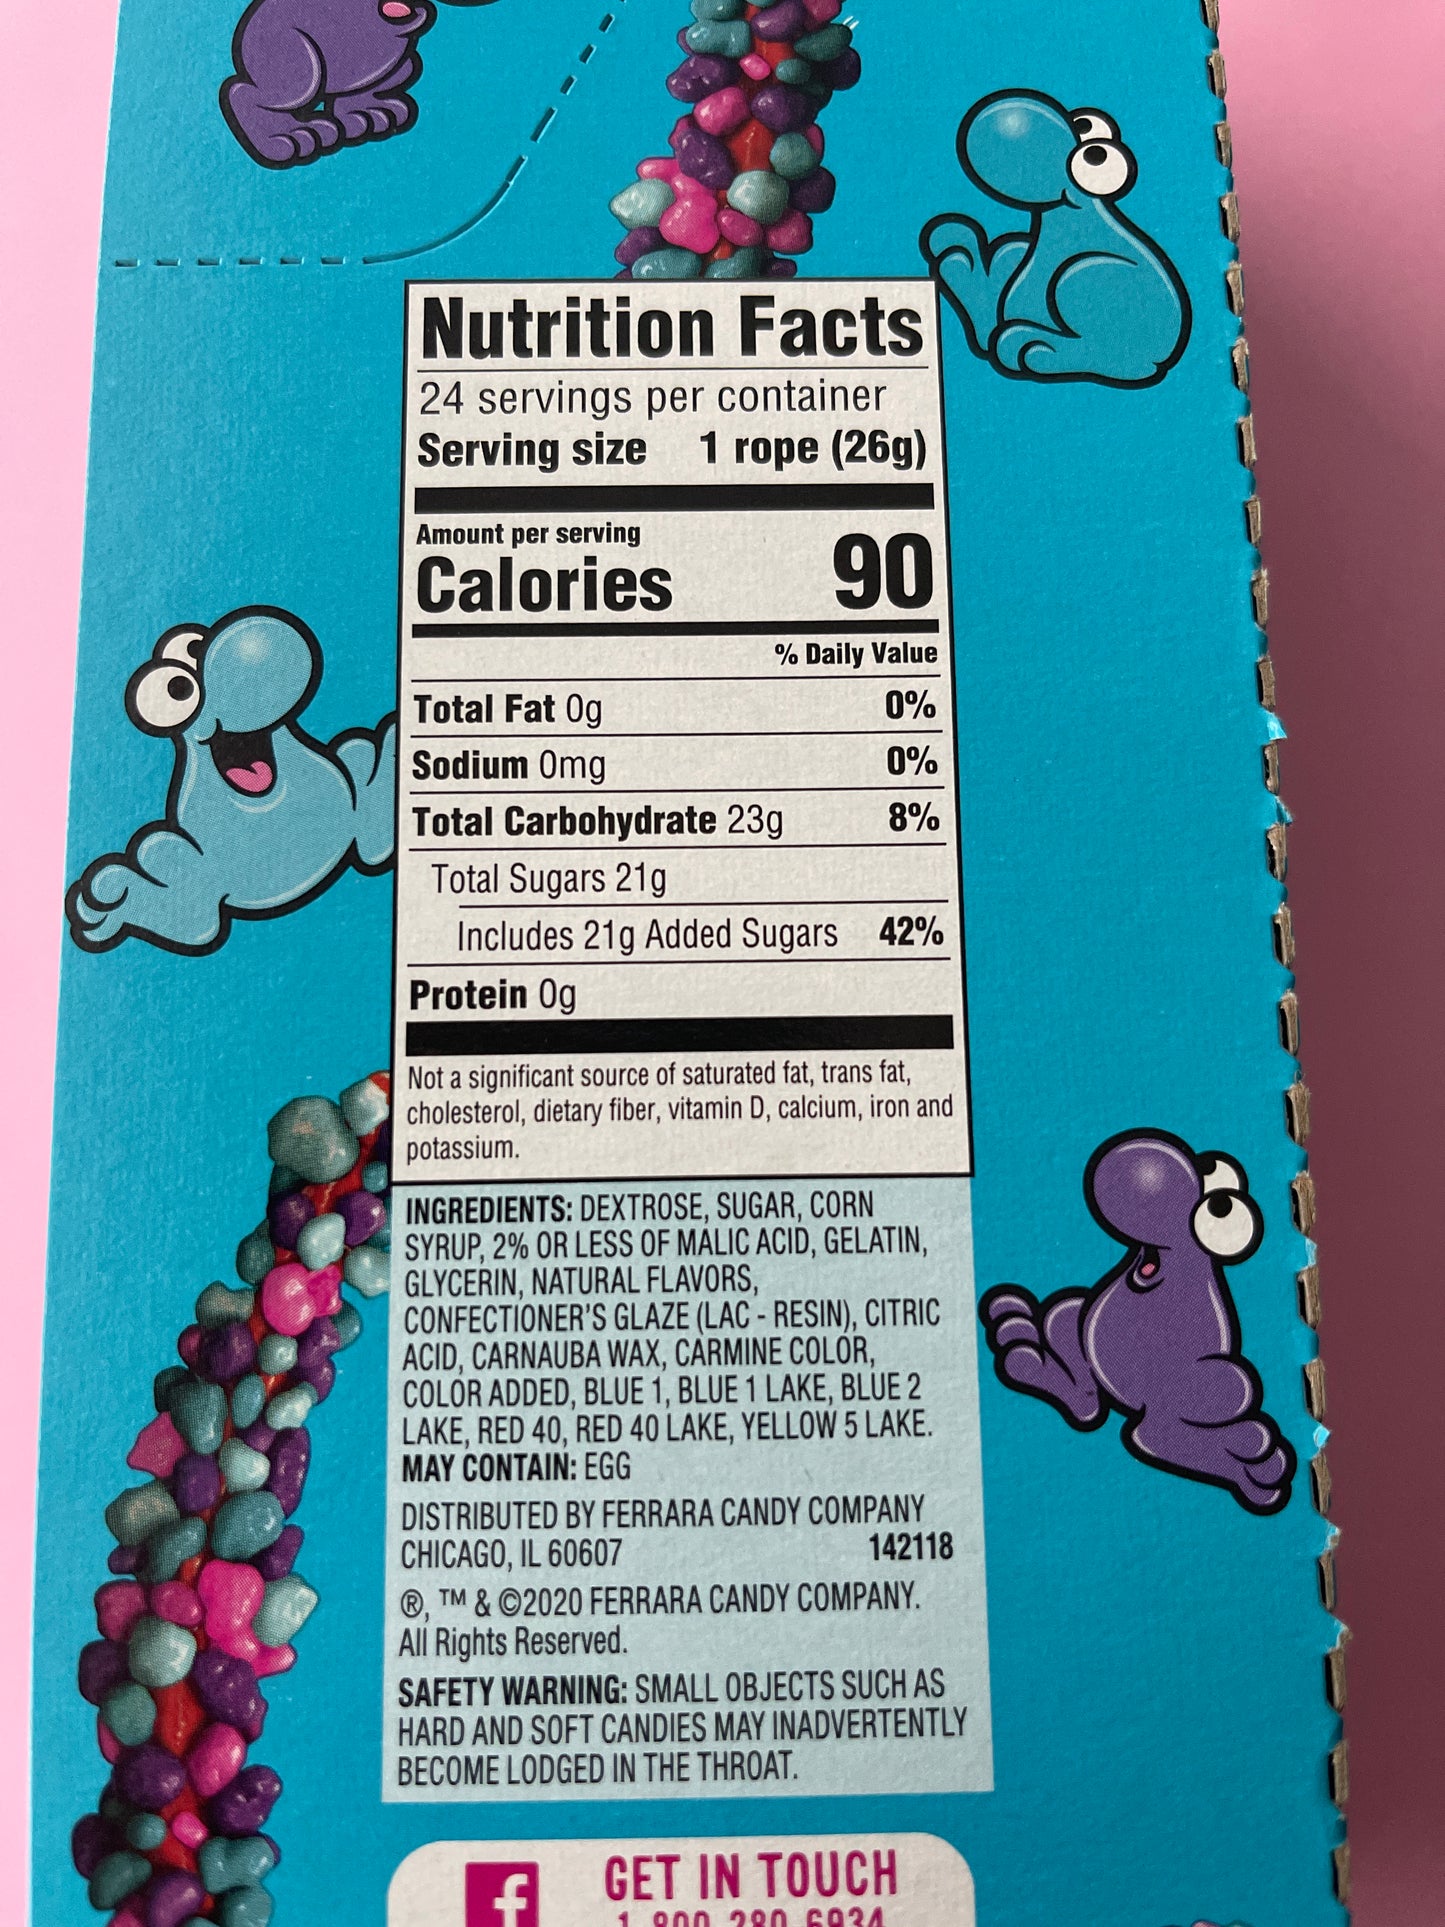 Nutrition Facts
24 servings per container
Serving size 1 rope (26g)
Amount per serving
Calories 90
% Daily Value
Total Fat 0g 0%
Sodium 0mg 0%
Total Carbohydrate 23g 8%
Total Sugars 21g
Includes 21g Added Sugars 42%
Protein 0g
Not a significant source of saturated fat, trans fat,
cholesterol, dietary fiber, vitamin D, calcium, iron and
potassium.
INGREDIENTS: DEXTROSE, SUGAR, CORN
SYRUP, 2% OR LESS OF MALIC ACID, GELATIN,
GLYCERIN, NATURAL FLAVORS,
CONFECTIONER'S GLAZE (LAC - RESIN), CITRIC
ACID, CARNAUBA WAX, CARMINE COLOR,
COLOR ADDED, BLUE 1, BLUE 1 LAKE, BLUE 2
LAKE, RED 40, RED 40 LAKE, YELLOW 5 LAKE.
MAY CONTAIN: EGG
DISTRIBUTED BY FERRARA CANDY COMPANY
CHICAGO, IL 60607 142118
®, ™ & ©2020 FERRARA CANDY COMPANY.
All Rights Reserved.
SAFETY WARNING: SMALL OBJECTS SUCH AS
HARD AND SOFT CANDIES MAY INADVERTENTLY
BECOME LODGED IN THE THROAT.
f GET IN TOUCH
1 800 280 6934